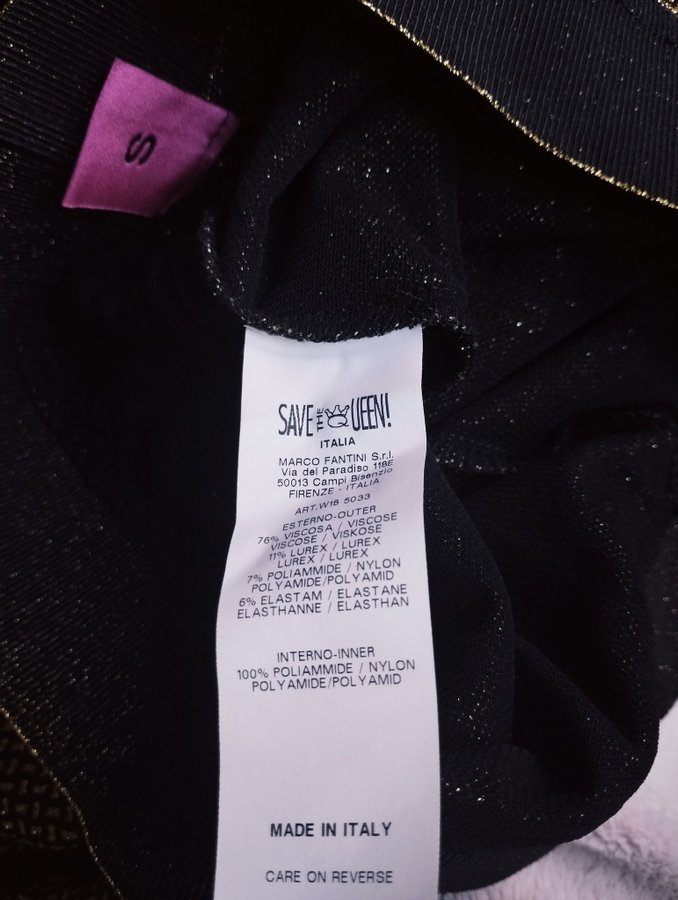 S
SAVE THE QUEEN!
ITALIA
MARCO FANTINI S.r.l.
Via del Paradiso 118E
50013 Campi Bisenzio
FIRENZE - ITALIA
ART.W18 5033
ESTERNO-OUTER
76% VISCOSA / VISCOSE
VISCOSE / VISKOSE
11% LUREX / LUREX
LUREX / LUREX
7% POLIAMMIDE / NYLON
POLYAMIDE/POLYAMID
6% ELASTAM / ELASTANE
ELASTHANNE / ELASTHAN
INTERNO-INNER
100% POLIAMMIDE / NYLON
POLYAMIDE/POLYAMID
MADE IN ITALY
CARE ON REVERSE